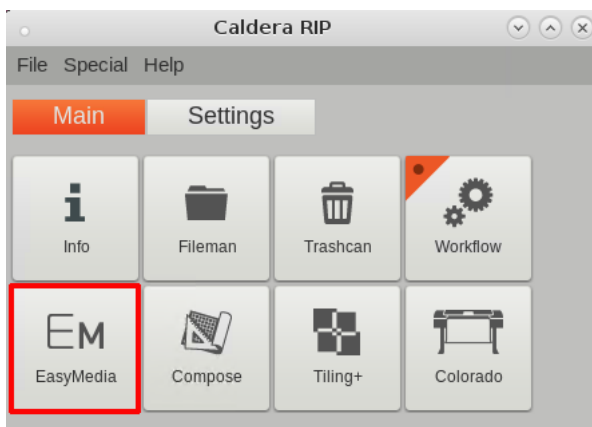 Caldera RIP
File Special Help
Main Settings
i
Info Fileman Trashcan Workflow
EM
EasyMedia Compose Tiling+ Colorado